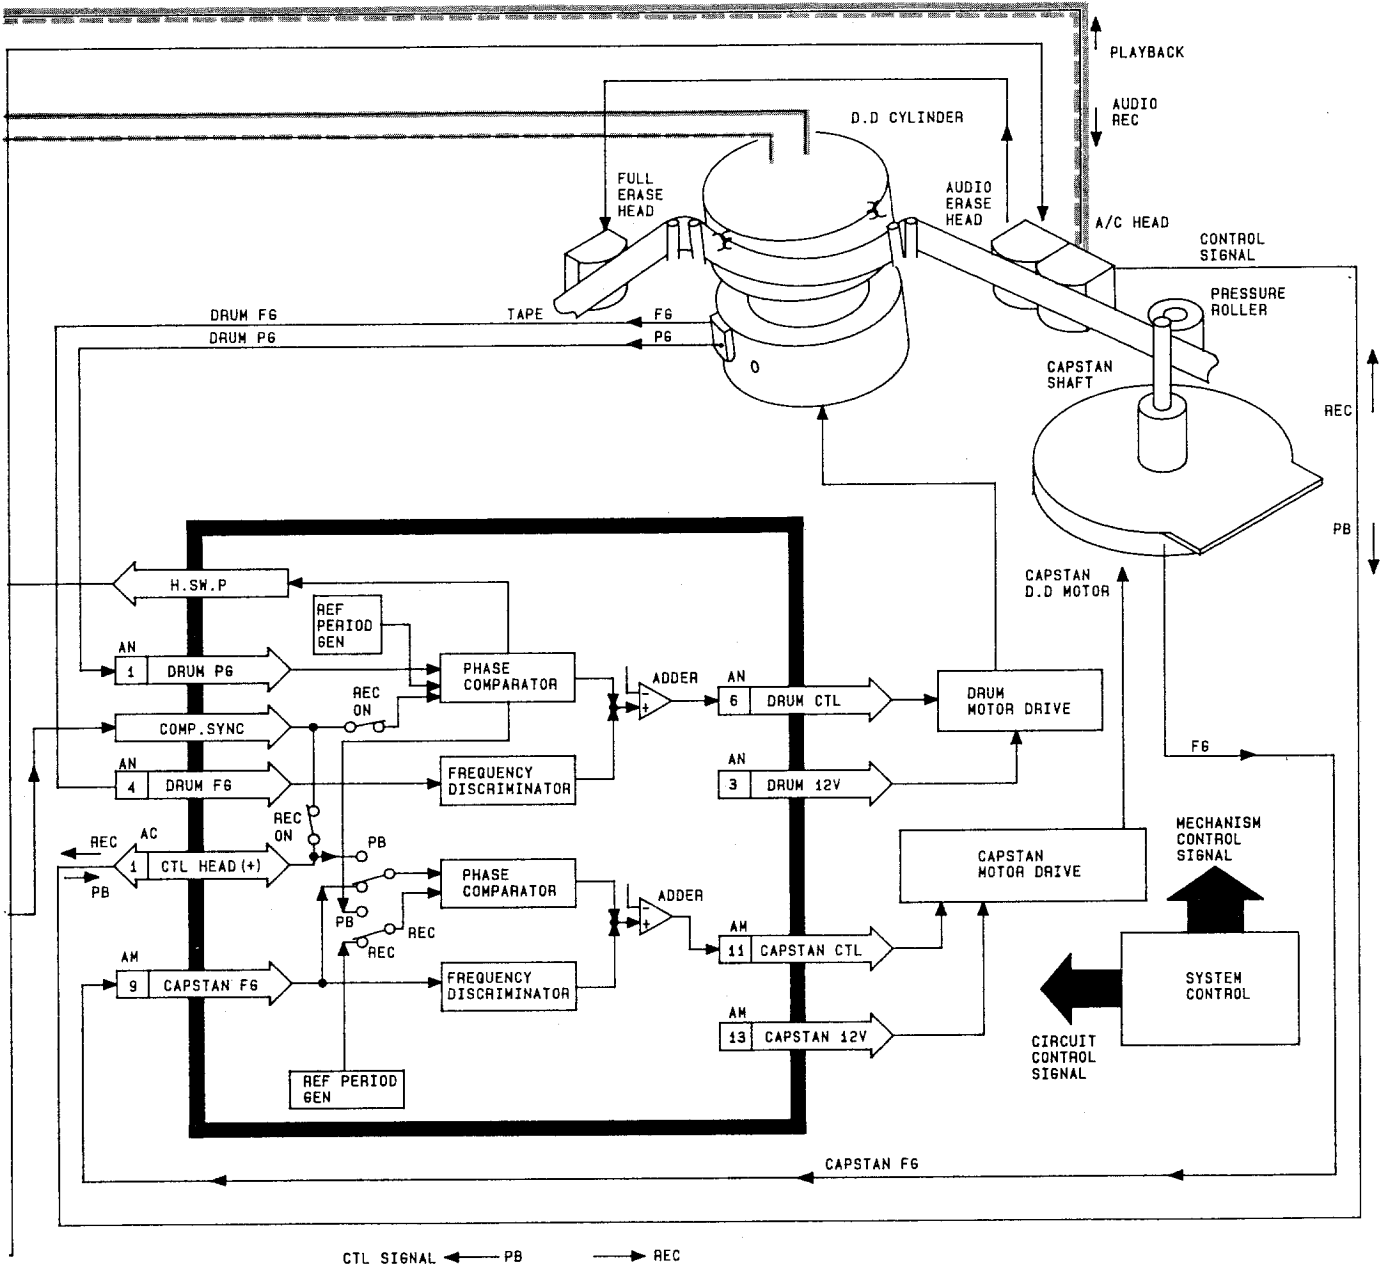 PLAYBACK
AUDIO
REC
D.D CYLINDER
FULL
ERASE
HEAD
AUDIO
ERASE
HEAD
A/C HEAD
CONTROL
SIGNAL
PRESSURE
ROLLER
DRUM FG
TAPE
FG
DRUM PG
PG
CAPSTAN
SHAFT
REC
PB
CAPSTAN
D.D MOTOR
H.SW.P
REF
PERIOD
GEN
AN
1
DRUM PG
PHASE
COMPARATOR
ADDER
-
+
AN
6
DRUM CTL
DRUM
MOTOR DRIVE
REC
ON
COMP.SYNC
FG
AN
4
DRUM FG
FREQUENCY
DISCRIMINATOR
AN
3
DRUM 12V
REC
ON
MECHANISM
CONTROL
SIGNAL
REC
AC
1
CTL HEAD(+)
PB
PB
PHASE
COMPARATOR
CAPSTAN
MOTOR DRIVE
ADDER
-
+
PB
REC
REC
AM
11
CAPSTAN CTL
AM
9
CAPSTAN FG
FREQUENCY
DISCRIMINATOR
SYSTEM
CONTROL
AM
13
CAPSTAN 12V
CIRCUIT
CONTROL
SIGNAL
REF PERIOD
GEN
CAPSTAN FG
CTL SIGNAL PB REC